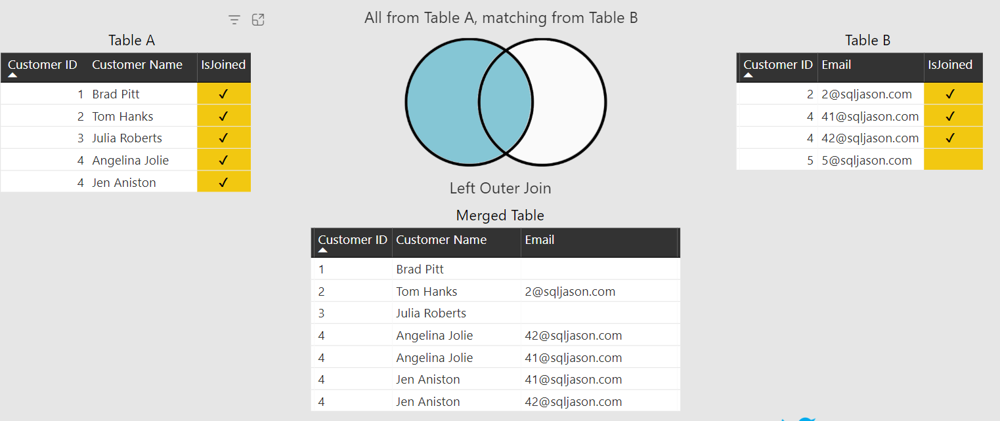 All from Table A, matching from Table B
Table A
Customer ID Customer Name IsJoined
1 Brad Pitt ✓
2 Tom Hanks ✓
3 Julia Roberts ✓
4 Angelina Jolie ✓
4 Jen Aniston ✓
Table B
Customer ID Email IsJoined
2 2@sqljason.com ✓
4 41@sqljason.com ✓
4 42@sqljason.com ✓
5 5@sqljason.com
Left Outer Join
Merged Table
Customer ID Customer Name Email
1 Brad Pitt
2 Tom Hanks 2@sqljason.com
3 Julia Roberts
4 Angelina Jolie 42@sqljason.com
4 Angelina Jolie 41@sqljason.com
4 Jen Aniston 41@sqljason.com
4 Jen Aniston 42@sqljason.com